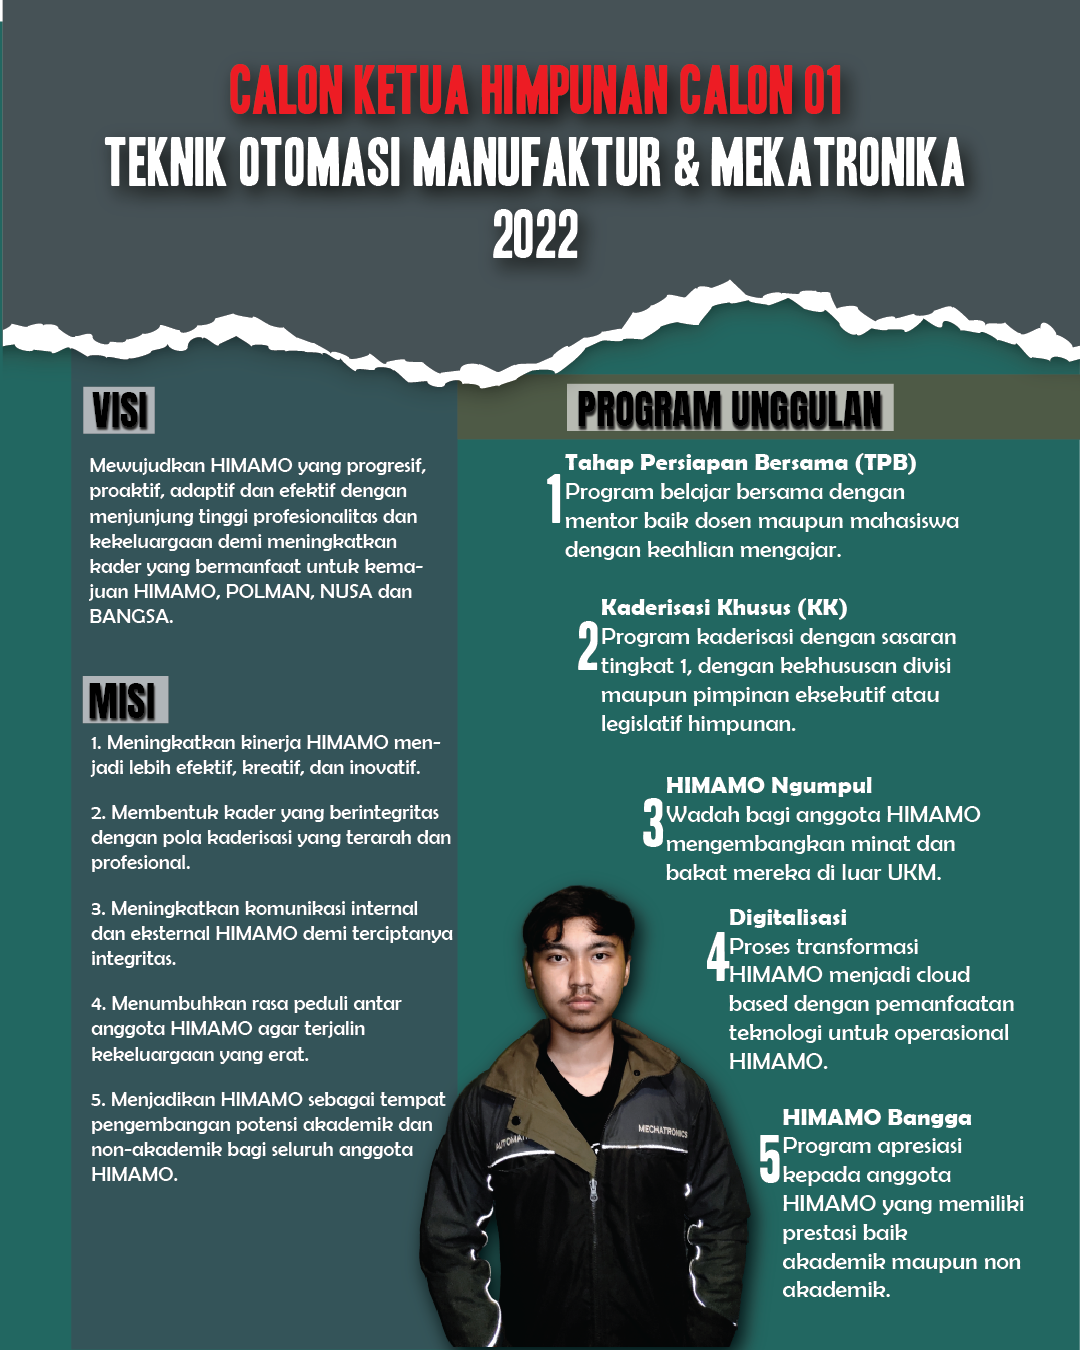 CALON KETUA HIMPUNAN CALON 01
TEKNIK OTOMASI MANUFAKTUR & MEKATRONIKA
2022
VISI
Mewujudkan HIMAMO yang progresif,
proaktif, adaptif dan efektif dengan
menjunjung tinggi profesionalitas dan
kekeluargaan demi meningkatkan
kader yang bermanfaat untuk kema-
juan HIMAMO, POLMAN, NUSA dan
BANGSA.
MISI
1. Meningkatkan kinerja HIMAMO men-
jadi lebih efektif, kreatif, dan inovatif.
2. Membentuk kader yang berintegritas
dengan pola kaderisasi yang terarah dan
profesional.
3. Meningkatkan komunikasi internal
dan eksternal HIMAMO demi terciptanya
integritas.
4. Menumbuhkan rasa peduli antar
anggota HIMAMO agar terjalin
kekeluargaan yang erat.
5. Menjadikan HIMAMO sebagai tempat
pengembangan potensi akademik dan
non-akademik bagi seluruh anggota
HIMAMO.
PROGRAM UNGGULAN
1
Tahap Persiapan Bersama (TPB)
Program belajar bersama dengan
mentor baik dosen maupun mahasiswa
dengan keahlian mengajar.
2
Kaderisasi Khusus (KK)
Program kaderisasi dengan sasaran
tingkat 1, dengan kekhususan divisi
maupun pimpinan eksekutif atau
legislatif himpunan.
3
HIMAMO Ngumpul
Wadah bagi anggota HIMAMO
mengembangkan minat dan
bakat mereka di luar UKM.
4
Digitalisasi
Proses transformasi
HIMAMO menjadi cloud
based dengan pemanfaatan
teknologi untuk operasional
HIMAMO.
5
HIMAMO Bangga
Program apresiasi
kepada anggota
HIMAMO yang memiliki
prestasi baik
akademik maupun non
akademik.
MECHATRONICS